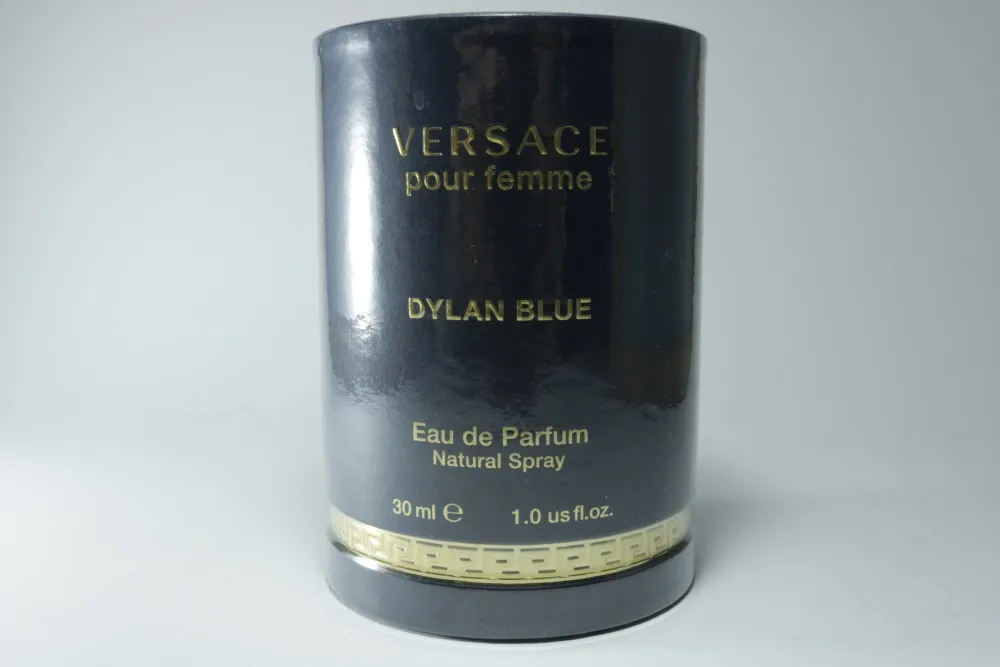 VERSACE
pour femme
DYLAN BLUE
Eau de Parfum
Natural Spray
30 ml ℮ 1.0 us fl.oz.